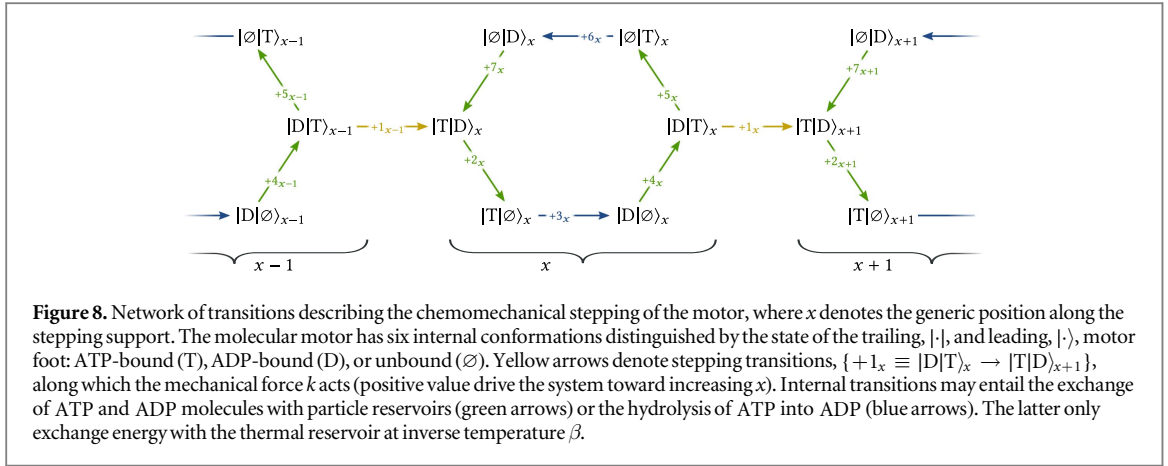 |∅|T⟩ₓ₋₁ |∅|D⟩ₓ +6ₓ |∅|T⟩ₓ |∅|D⟩ₓ₊₁
+5ₓ₋₁ +7ₓ +5ₓ +7ₓ₊₁
|D|T⟩ₓ₋₁ +1ₓ₋₁ |T|D⟩ₓ |D|T⟩ₓ +1ₓ |T|D⟩ₓ₊₁
+4ₓ₋₁ +2ₓ +4ₓ +2ₓ₊₁
|D|∅⟩ₓ₋₁ |T|∅⟩ₓ +3ₓ |D|∅⟩ₓ |T|∅⟩ₓ₊₁
x − 1 x x + 1
Figure 8. Network of transitions describing the chemomechanical stepping of the motor, where x denotes the generic position along the
stepping support. The molecular motor has six internal conformations distinguished by the state of the trailing, |·|, and leading, |·⟩, motor
foot: ATP-bound (T), ADP-bound (D), or unbound (∅). Yellow arrows denote stepping transitions, {+1ₓ ≡ |D|T⟩ₓ → |T|D⟩ₓ₊₁},
along which the mechanical force k acts (positive value drive the system toward increasing x). Internal transitions may entail the exchange
of ATP and ADP molecules with particle reservoirs (green arrows) or the hydrolysis of ATP into ADP (blue arrows). The latter only
exchange energy with the thermal reservoir at inverse temperature β.